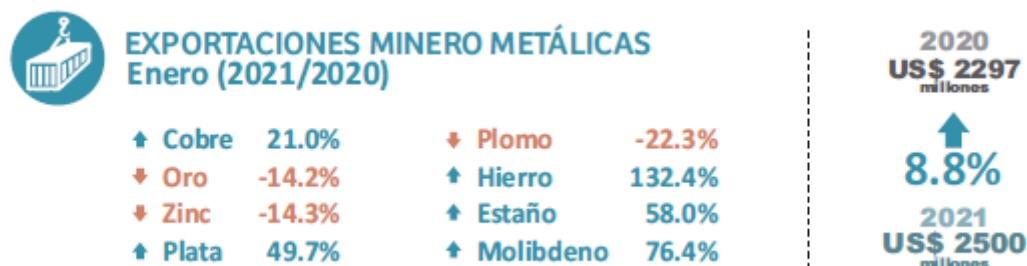 EXPORTACIONES MINERO METÁLICAS
Enero (2021/2020)
Cobre 21.0%
Oro -14.2%
Zinc -14.3%
Plata 49.7%
Plomo -22.3%
Hierro 132.4%
Estaño 58.0%
Molibdeno 76.4%
2020
US$ 2297
millones
8.8%
2021
US$ 2500
millones